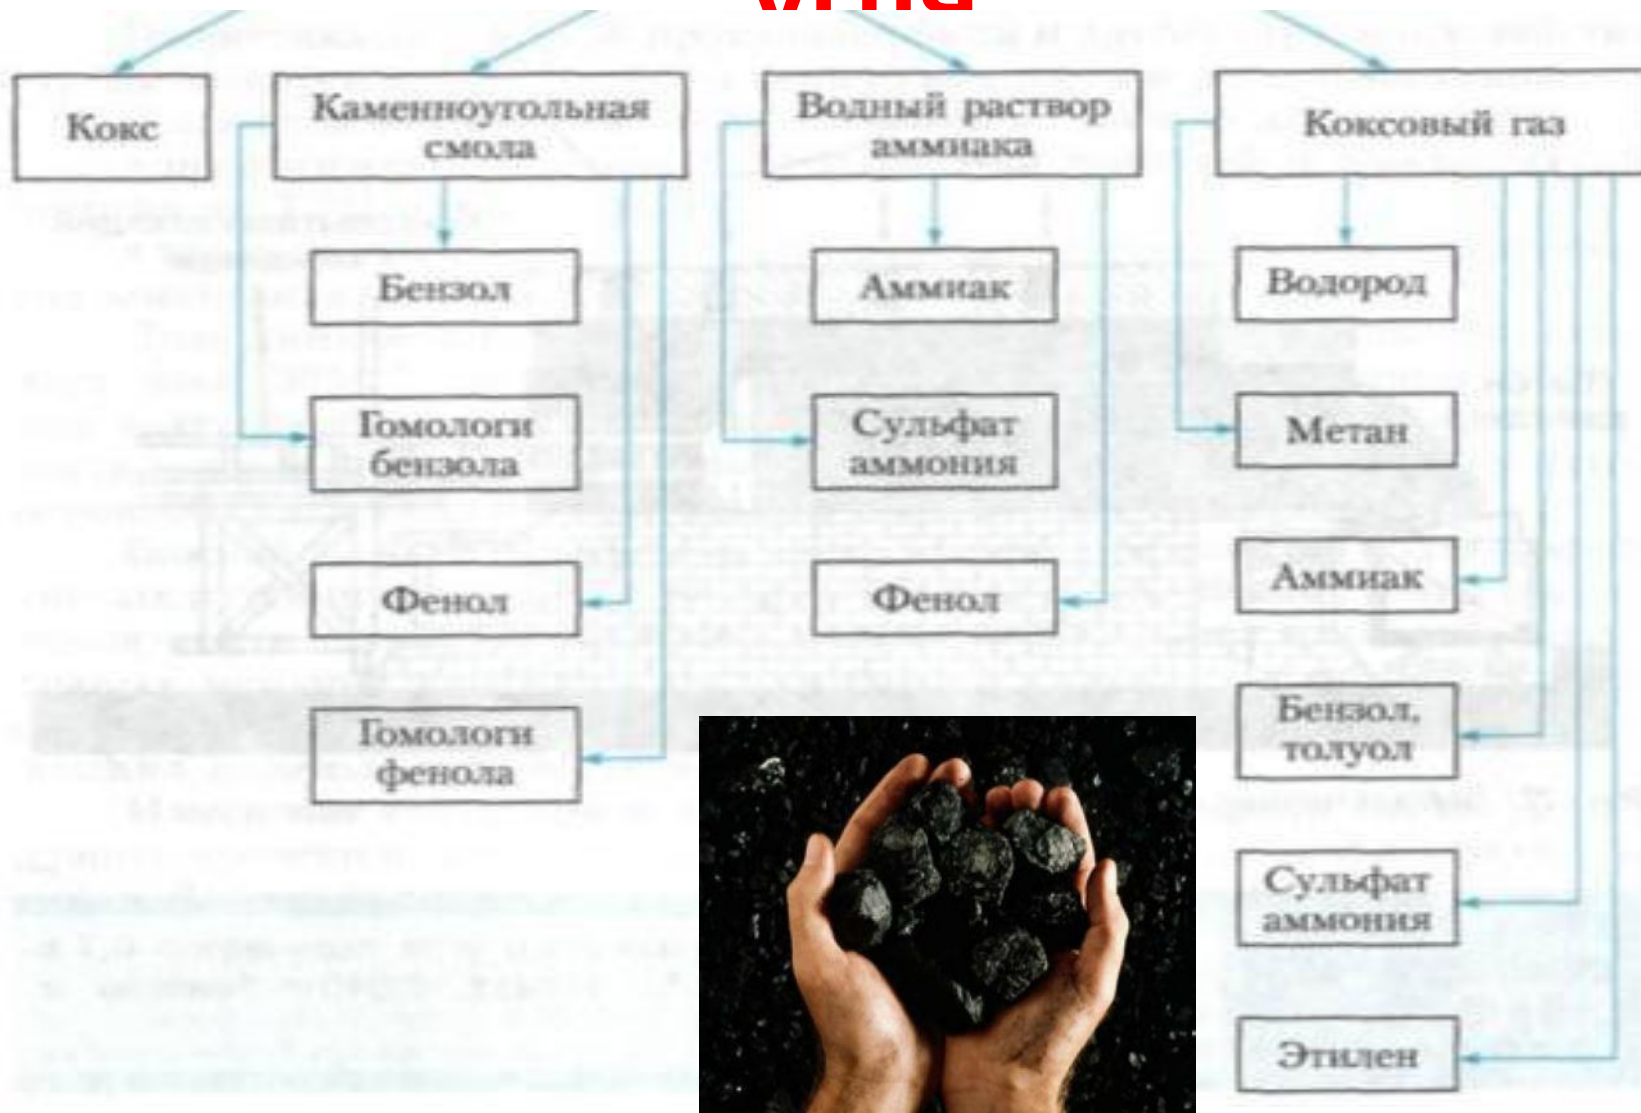 Кокс
Каменноугольная
смола
Водный раствор
аммиака
Коксовый газ
Бензол
Гомологи
бензола
Фенол
Гомологи
фенола
Аммиак
Сульфат
аммония
Фенол
Водород
Метан
Аммиак
Бензол,
толуол
Сульфат
аммония
Этилен